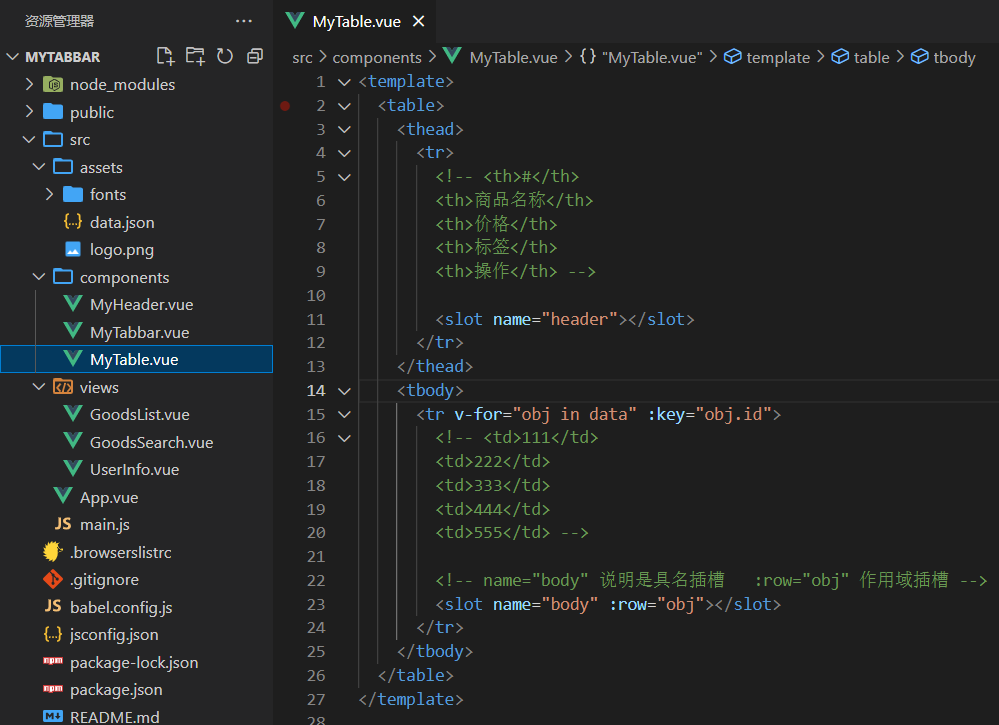 资源管理器 ···
MyTable.vue ×
MYTABBAR
src > components > MyTable.vue > {} "MyTable.vue" > template > table > tbody
node_modules
public
src
assets
fonts
data.json
logo.png
components
MyHeader.vue
MyTabbar.vue
MyTable.vue
views
GoodsList.vue
GoodsSearch.vue
UserInfo.vue
App.vue
JS main.js
.browserslistrc
.gitignore
JS babel.config.js
{..} jsconfig.json
npm package-lock.json
npm package.json
README.md
1 <template>
2 <table>
3 <thead>
4 <tr>
5 <!-- <th>#</th>
6 <th>商品名称</th>
7 <th>价格</th>
8 <th>标签</th>
9 <th>操作</th> -->
10
11 <slot name="header"></slot>
12 </tr>
13 </thead>
14 <tbody>
15 <tr v-for="obj in data" :key="obj.id">
16 <!-- <td>111</td>
17 <td>222</td>
18 <td>333</td>
19 <td>444</td>
20 <td>555</td> -->
21
22 <!-- name="body" 说明是具名插槽 :row="obj" 作用域插槽 -->
23 <slot name="body" :row="obj"></slot>
24 </tr>
25 </tbody>
26 </table>
27 </template>
28